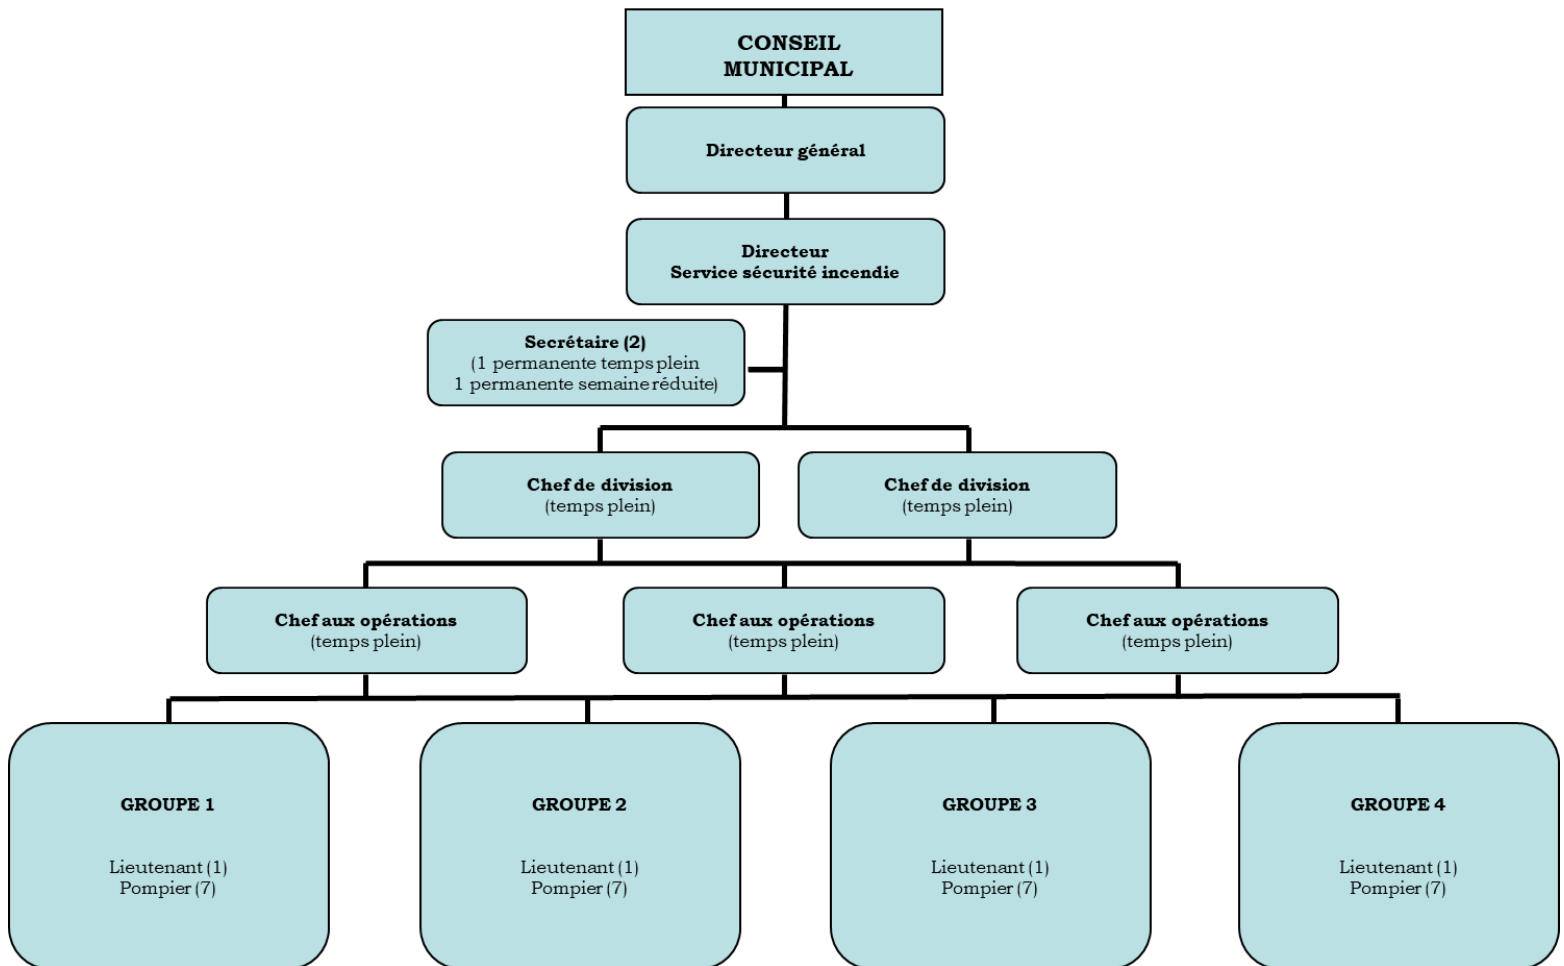 CONSEIL
MUNICIPAL
Directeur général
Directeur
Service sécurité incendie
Secrétaire (2)
(1 permanente temps plein
1 permanente semaine réduite)
Chef de division
(temps plein)
Chef de division
(temps plein)
Chef aux opérations
(temps plein)
Chef aux opérations
(temps plein)
Chef aux opérations
(temps plein)
GROUPE 1
Lieutenant (1)
Pompier (7)
GROUPE 2
Lieutenant (1)
Pompier (7)
GROUPE 3
Lieutenant (1)
Pompier (7)
GROUPE 4
Lieutenant (1)
Pompier (7)